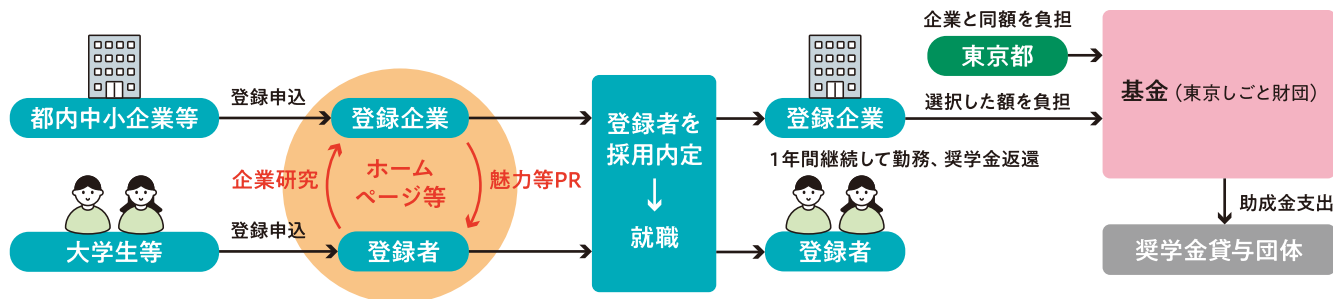 都内中小企業等
登録申込
登録企業
企業研究
ホーム
ページ等
魅力等PR
大学生等
登録申込
登録者
登録者を
採用内定
就職
登録企業
1年間継続して勤務、奨学金返還
登録者
企業と同額を負担
東京都
選択した額を負担
基金（東京しごと財団）
助成金支出
奨学金貸与団体